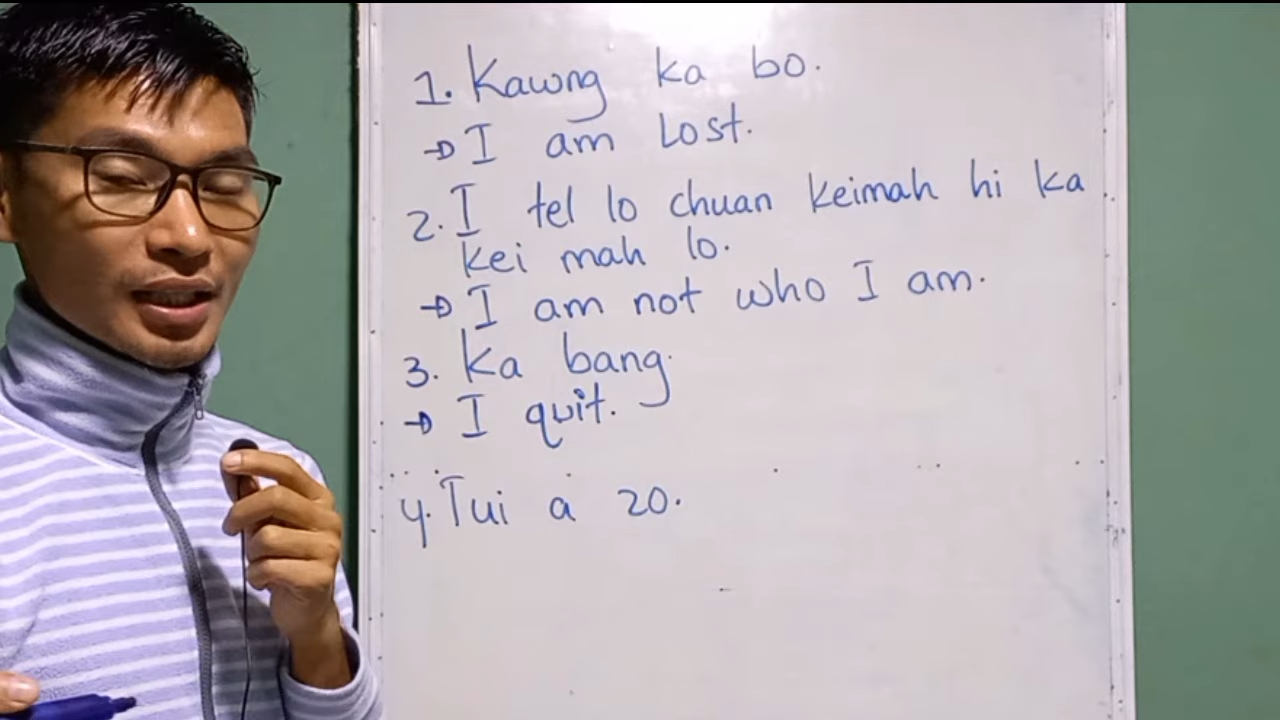 1. Kawng ka bo.
→ I am Lost.
2. I tel lo chuan Keimah hi ka
kei mah lo.
→ I am not who I am.
3. Ka bang.
→ I quit.
4. Tui a zo.